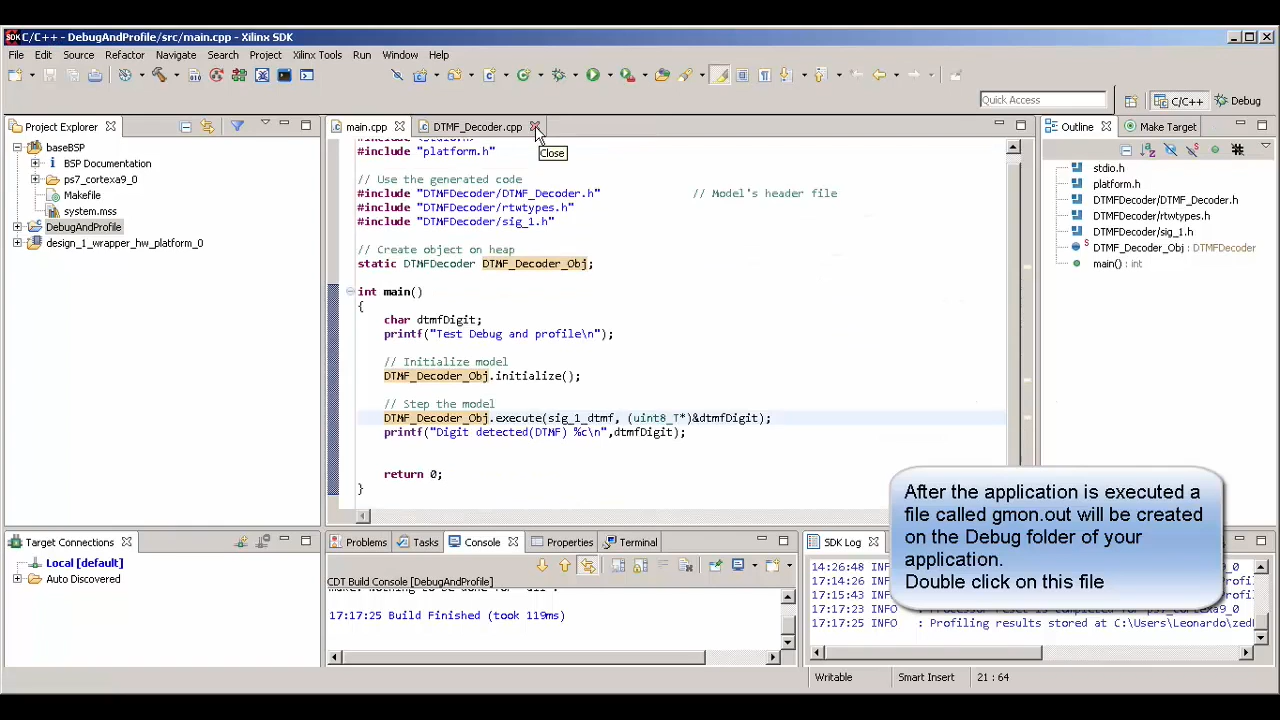 SDK C/C++ - DebugAndProfile/src/main.cpp - Xilinx SDK
File Edit Source Refactor Navigate Search Project Xilinx Tools Run Window Help
Quick Access
C/C++
Debug
Project Explorer
baseBSP
BSP Documentation
ps7_cortexa9_0
Makefile
system.mss
DebugAndProfile
design_1_wrapper_hw_platform_0
main.cpp
DTMF_Decoder.cpp
Close
#include "platform.h"
// Use the generated code
#include "DTMFDecoder/DTMF_Decoder.h" // Model's header file
#include "DTMFDecoder/rtwtypes.h"
#include "DTMFDecoder/sig_1.h"
// Create object on heap
static DTMFDecoder DTMF_Decoder_Obj;
int main()
{
char dtmfDigit;
printf("Test Debug and profile\n");
// Initialize model
DTMF_Decoder_Obj.initialize();
// Step the model
DTMF_Decoder_Obj.execute(sig_1_dtmf, (uint8_T*)&dtmfDigit);
printf("Digit detected(DTMF) %c\n",dtmfDigit);
return 0;
}
Outline
Make Target
stdio.h
platform.h
DTMFDecoder/DTMF_Decoder.h
DTMFDecoder/rtwtypes.h
DTMFDecoder/sig_1.h
DTMF_Decoder_Obj : DTMFDecoder
main() : int
After the application is executed a
file called gmon.out will be created
on the Debug folder of your
application.
Double click on this file
Target Connections
Local [default]
Auto Discovered
Problems Tasks Console Properties Terminal
CDT Build Console [DebugAndProfile]
17:17:25 Build Finished (took 119ms)
SDK Log
14:26:48 INFO
17:14:26 INFO
17:15:43 INFO
17:17:23 INFO
17:17:25 INFO : Profiling results stored at C:\Users\Leonardo\zed
Writable
Smart Insert
21 : 64